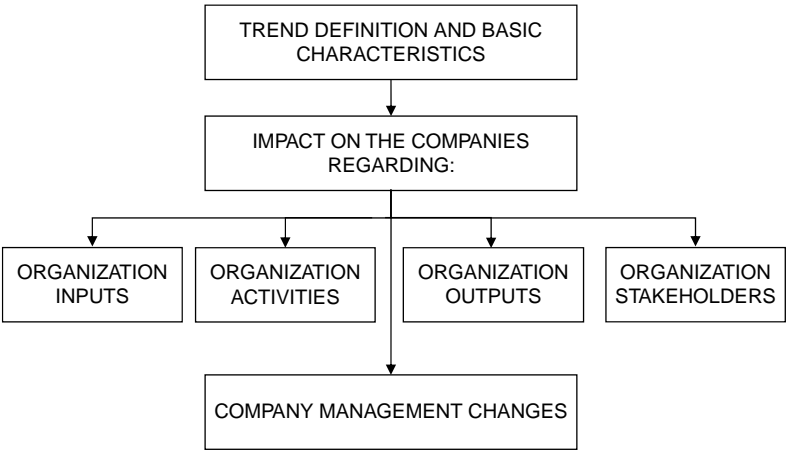 TREND DEFINITION AND BASIC
CHARACTERISTICS
IMPACT ON THE COMPANIES
REGARDING:
ORGANIZATION
INPUTS
ORGANIZATION
ACTIVITIES
ORGANIZATION
OUTPUTS
ORGANIZATION
STAKEHOLDERS
COMPANY MANAGEMENT CHANGES